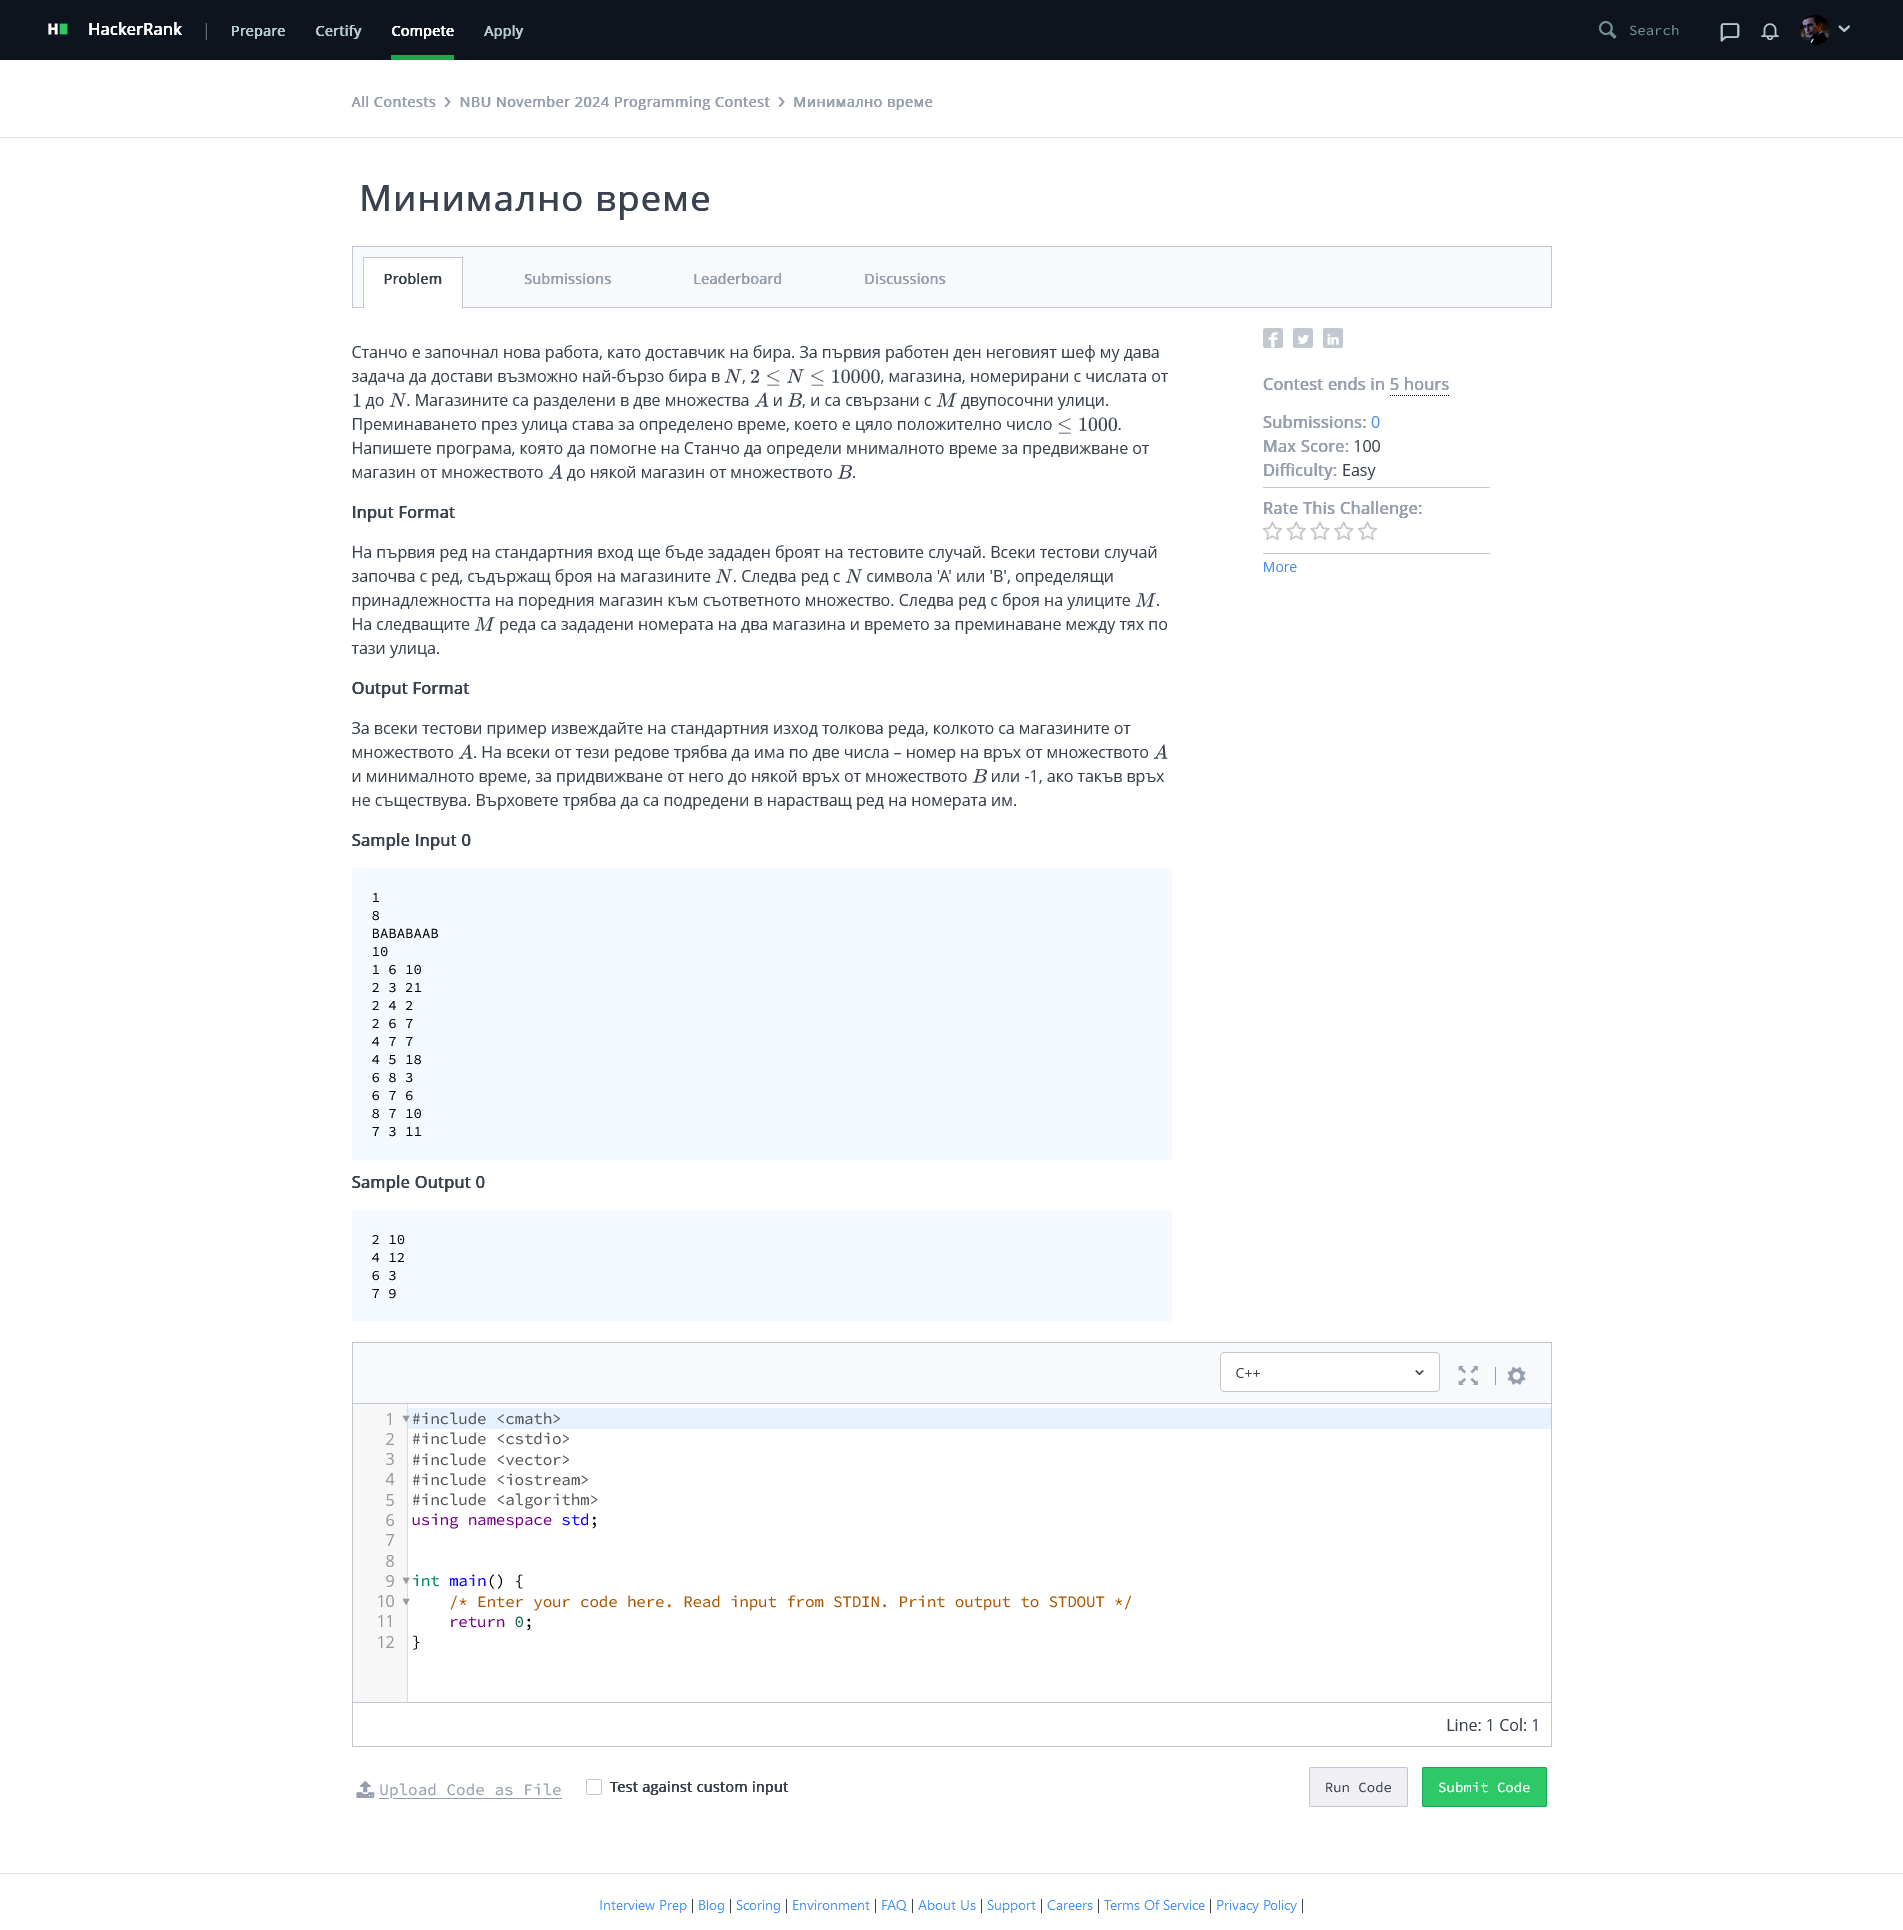 HackerRank | Prepare Certify Compete Apply Search
All Contests > NBU November 2024 Programming Contest > Минимално време
Минимално време
Problem Submissions Leaderboard Discussions
Станчо е започнал нова работа, като доставчик на бира. За първия работен ден неговият шеф му дава
задача да достави възможно най-бързо бира в N, 2 ≤ N ≤ 10000, магазина, номерирани с числата от
1 до N. Магазините са разделени в две множества A и B, и са свързани с M двупосочни улици.
Преминаването през улица става за определено време, което е цяло положително число ≤ 1000.
Напишете програма, която да помогне на Станчо да определи мнималното време за предвижване от
магазин от множеството A до някой магазин от множеството B.
Input Format
На първия ред на стандартния вход ще бъде зададен броят на тестовите случай. Всеки тестови случай
започва с ред, съдържащ броя на магазините N. Следва ред с N символа 'A' или 'B', определящи
принадлежността на поредния магазин към съответното множество. Следва ред с броя на улиците M.
На следващите M реда са зададени номерата на два магазина и времето за преминаване между тях по
тази улица.
Output Format
За всеки тестови пример извеждайте на стандартния изход толкова реда, колкото са магазините от
множеството A. На всеки от тези редове трябва да има по две числа – номер на връх от множеството A
и минималното време, за придвижване от него до някой връх от множеството B или -1, ако такъв връх
не съществува. Върховете трябва да са подредени в нарастващ ред на номерата им.
Sample Input 0
1
8
BABABAAB
10
1 6 10
2 3 21
2 4 2
2 6 7
4 7 7
4 5 18
6 8 3
6 7 6
8 7 10
7 3 11
Sample Output 0
2 10
4 12
6 3
7 9
Contest ends in 5 hours
Submissions: 0
Max Score: 100
Difficulty: Easy
Rate This Challenge:
More
C++
1 #include <cmath>
2 #include <cstdio>
3 #include <vector>
4 #include <iostream>
5 #include <algorithm>
6 using namespace std;
7
8
9 int main() {
10 /* Enter your code here. Read input from STDIN. Print output to STDOUT */
11 return 0;
12 }
Line: 1 Col: 1
Upload Code as File Test against custom input Run Code Submit Code
Interview Prep | Blog | Scoring | Environment | FAQ | About Us | Support | Careers | Terms Of Service | Privacy Policy |